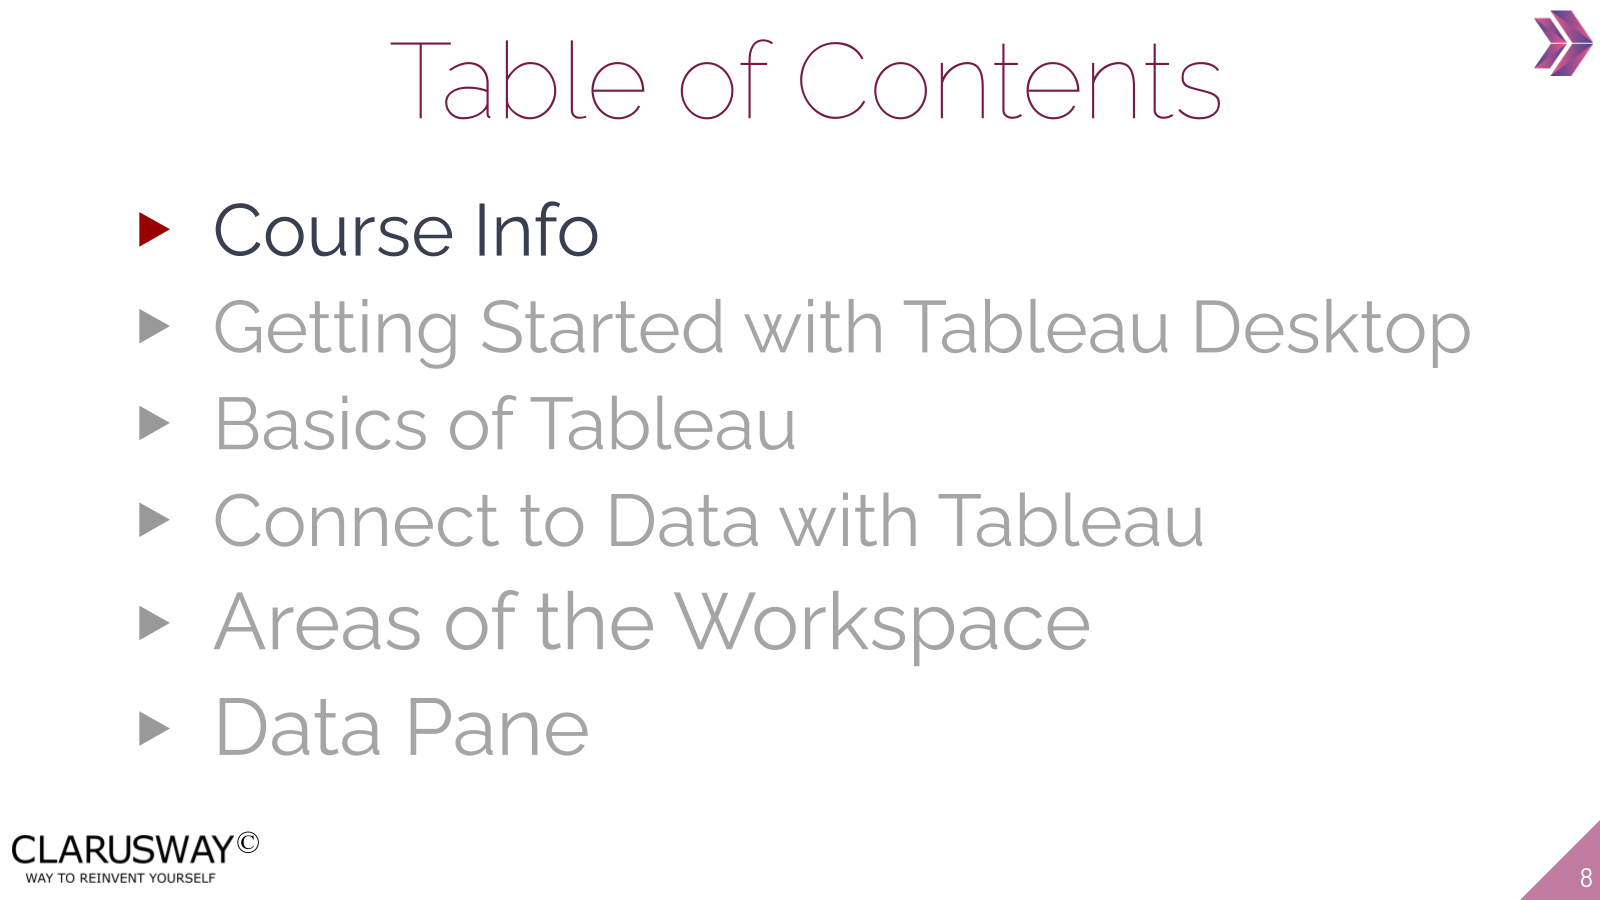 Table of Contents
Course Info
Getting Started with Tableau Desktop
Basics of Tableau
Connect to Data with Tableau
Areas of the Workspace
Data Pane
CLARUSWAY©
WAY TO REINVENT YOURSELF
8